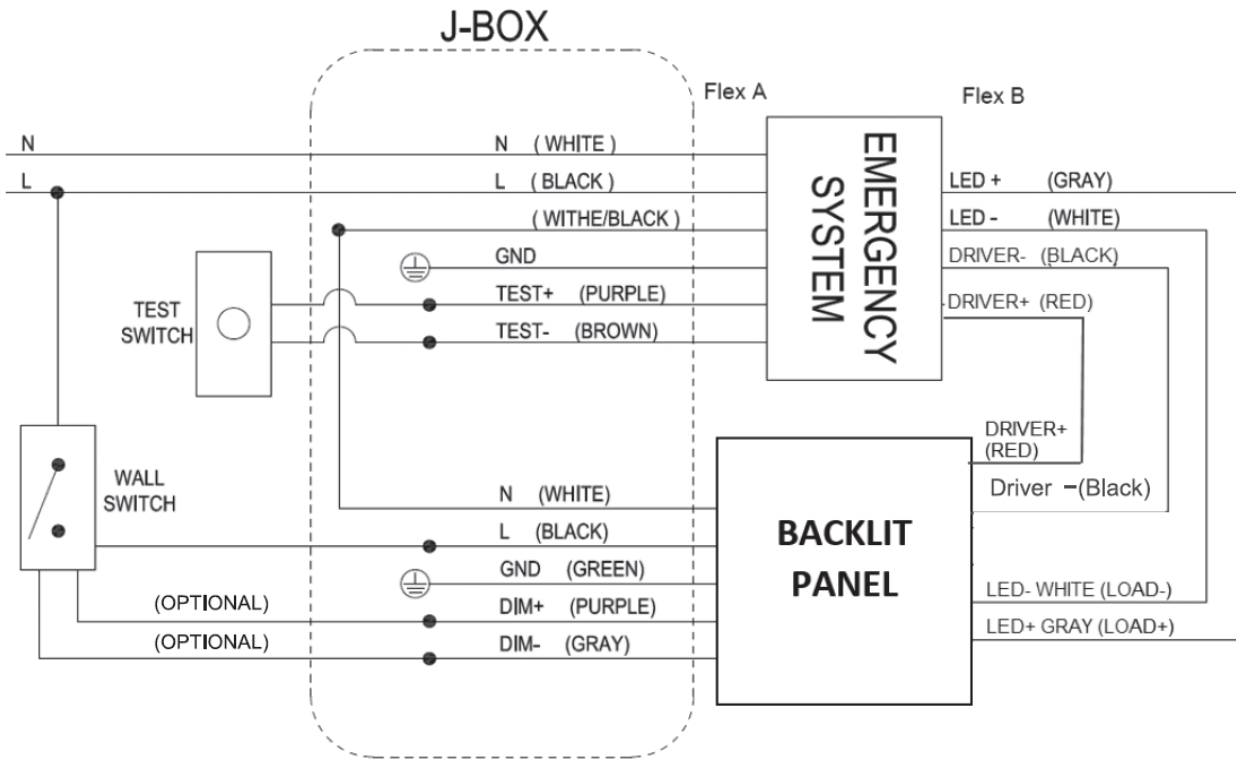 J-BOX
Flex A
Flex B
N
N (WHITE)
L
L (BLACK)
(WITHE/BLACK)
GND
TEST+ (PURPLE)
TEST- (BROWN)
EMERGENCY
SYSTEM
LED + (GRAY)
LED - (WHITE)
DRIVER- (BLACK)
DRIVER+ (RED)
TEST
SWITCH
WALL
SWITCH
DRIVER+
(RED)
Driver -(Black)
N (WHITE)
L (BLACK)
GND (GREEN)
(OPTIONAL)
DIM+ (PURPLE)
(OPTIONAL)
DIM- (GRAY)
BACKLIT
PANEL
LED- WHITE (LOAD-)
LED+ GRAY (LOAD+)